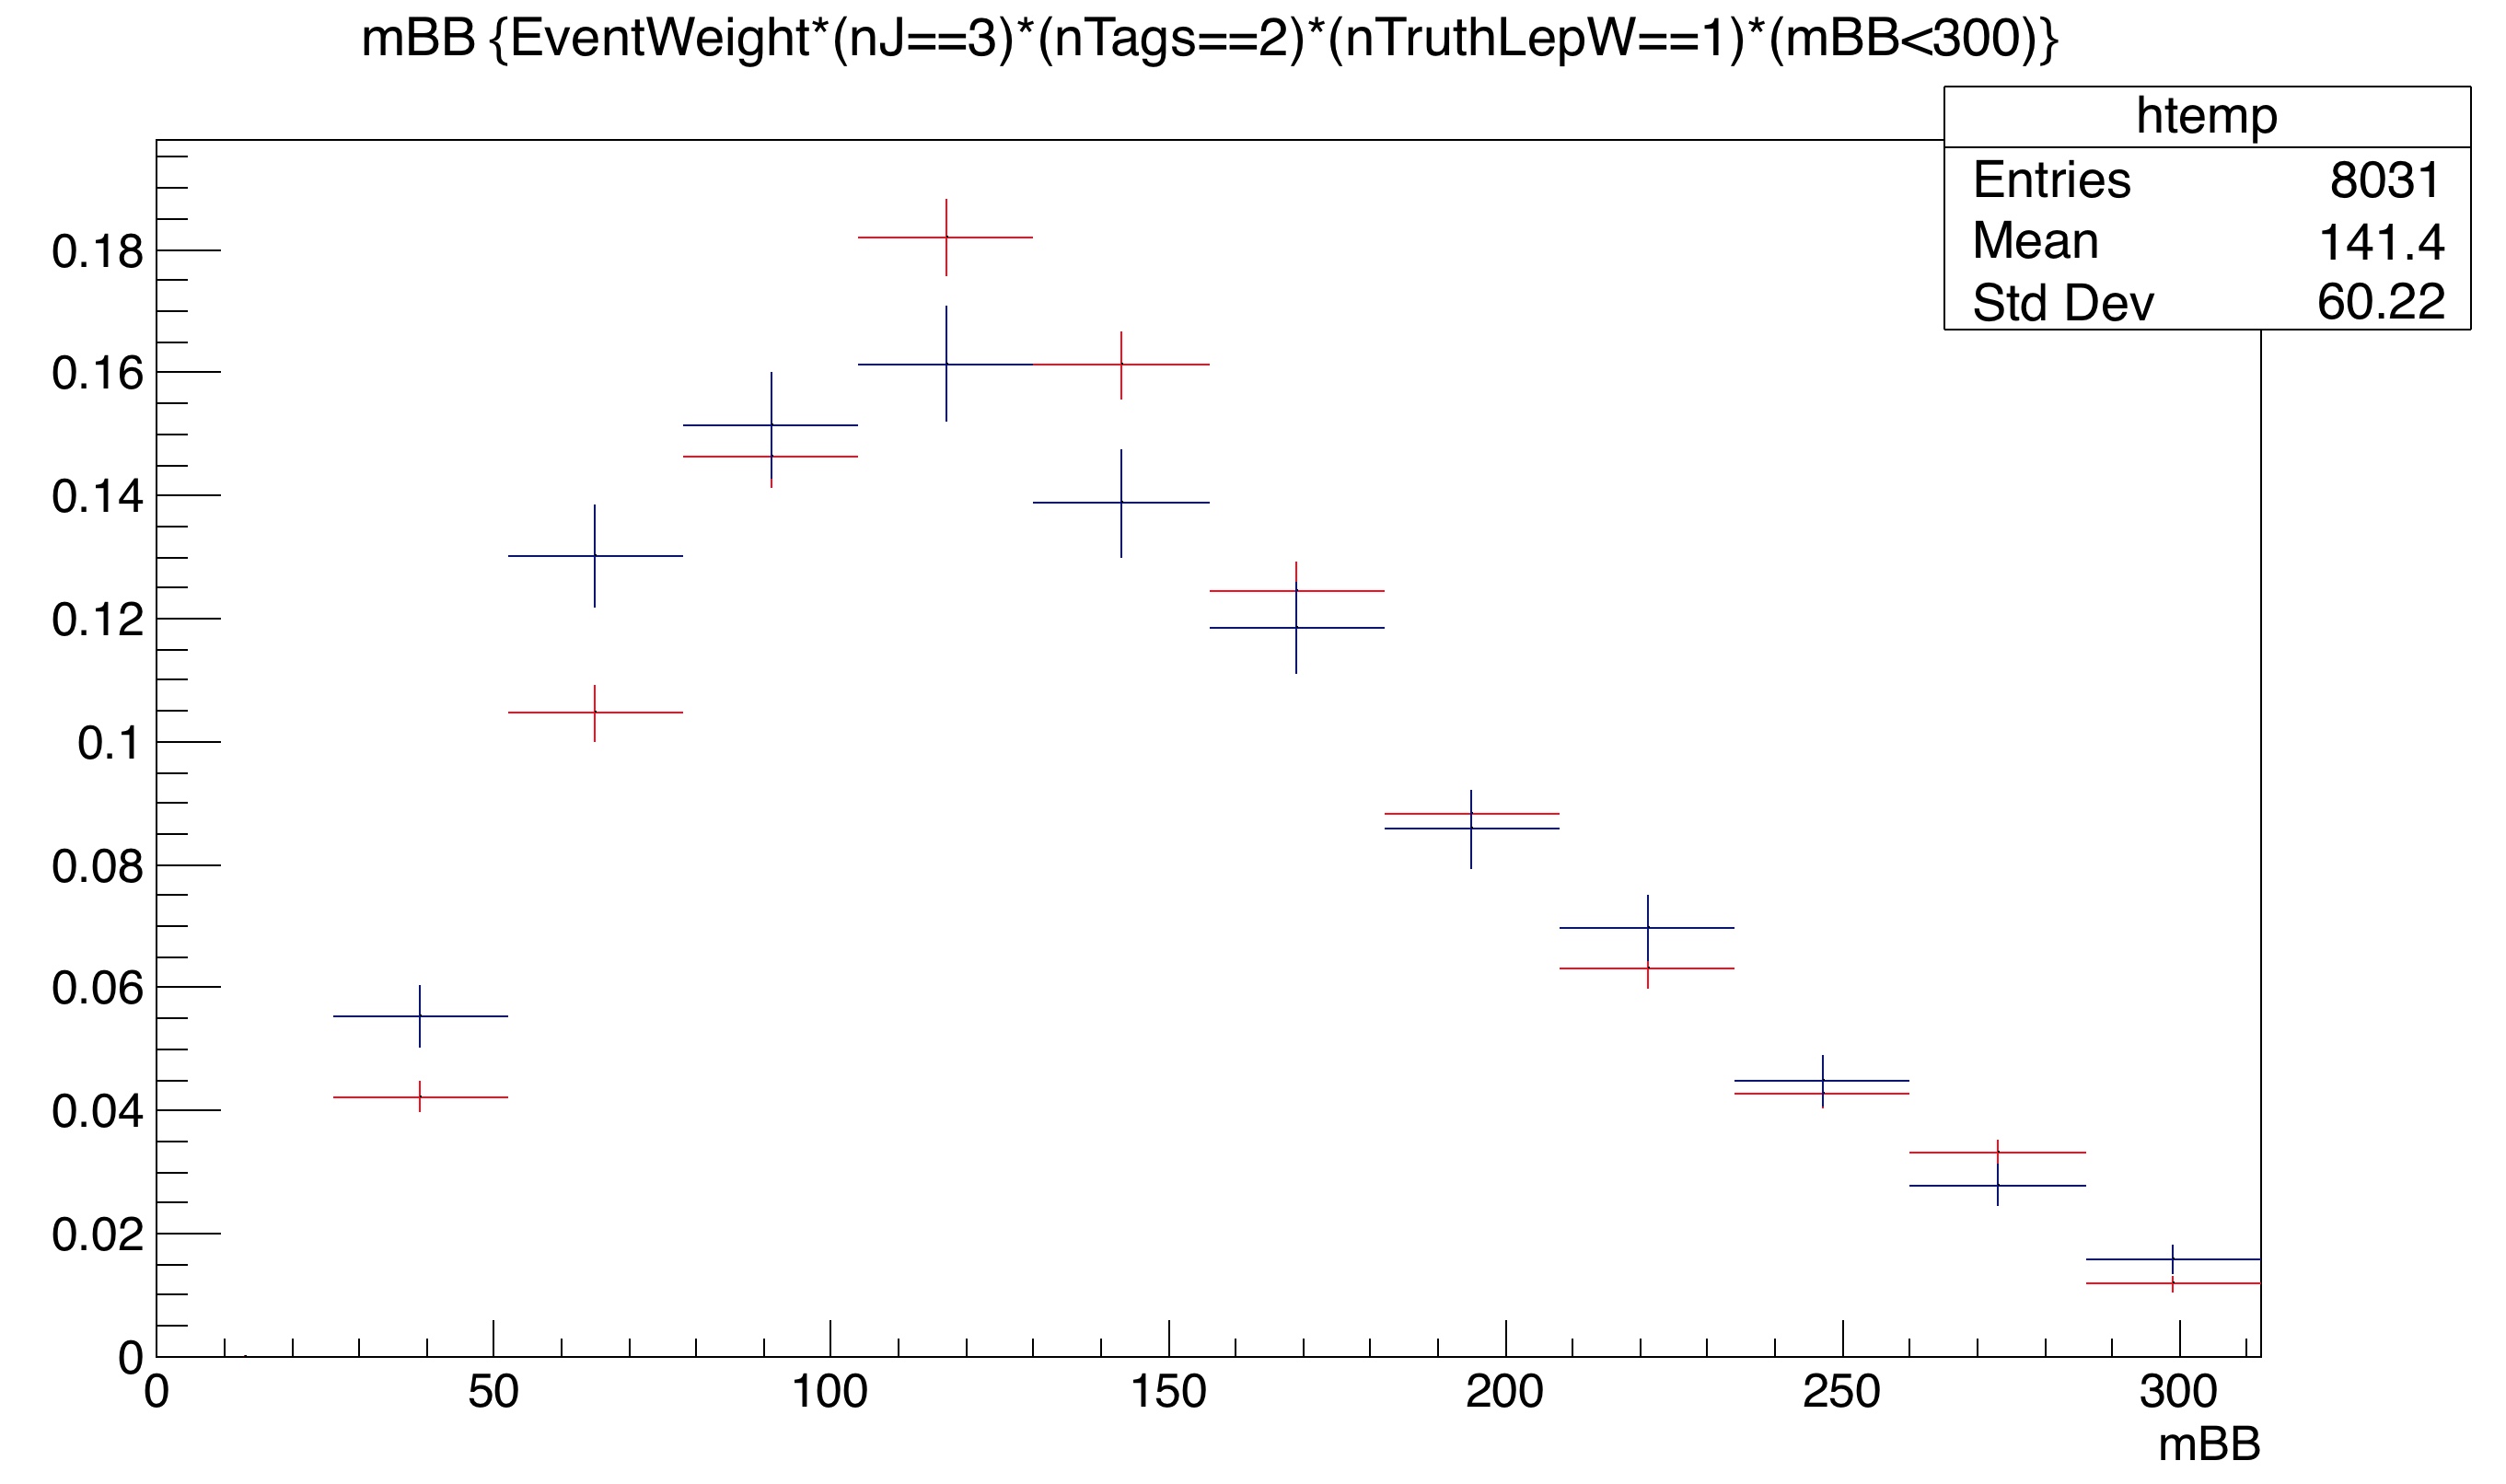 mBB {EventWeight*(nJ==3)*(nTags==2)*(nTruthLepW==1)*(mBB<300)}
htemp
Entries 8031
Mean 141.4
Std Dev 60.22
0.18
0.16
0.14
0.12
0.1
0.08
0.06
0.04
0.02
0
0 50 100 150 200 250 300
mBB